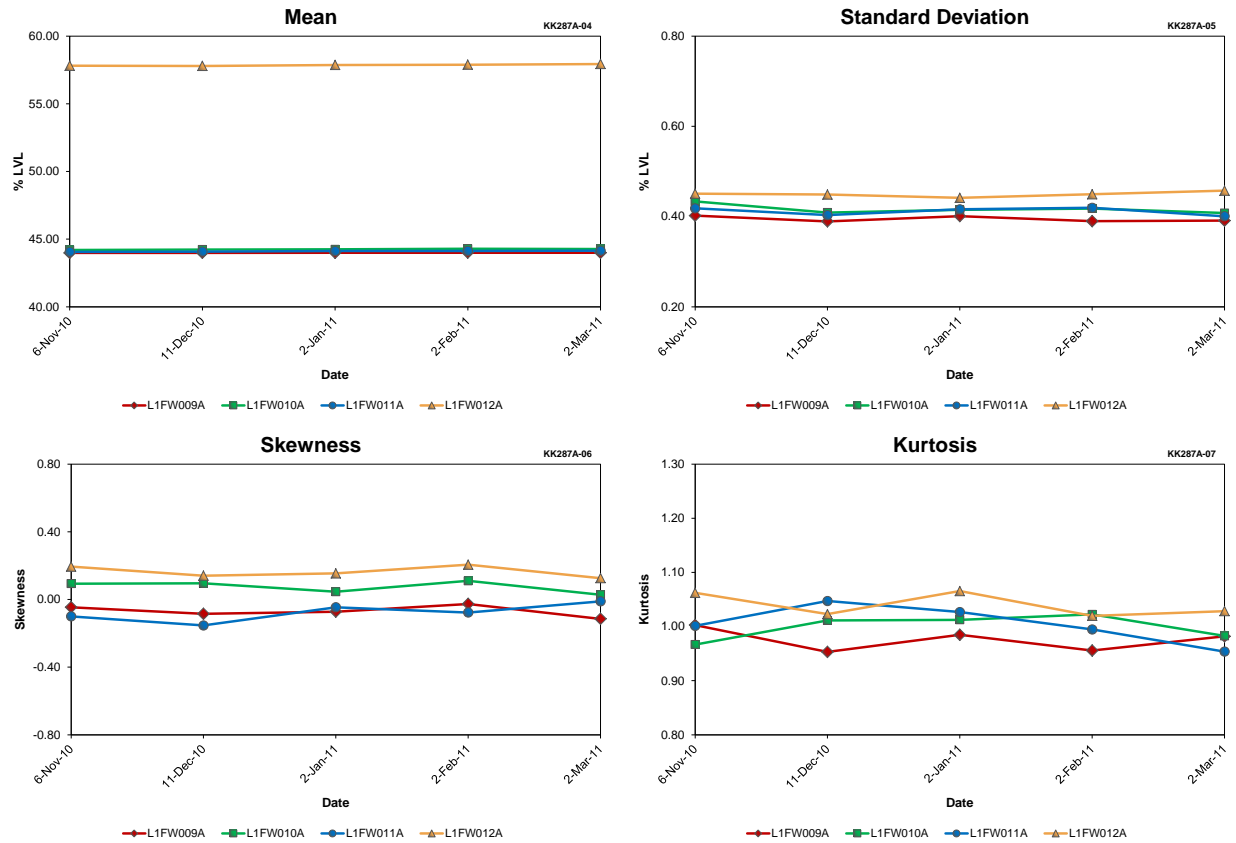 Mean
KK287A-04
60.00
55.00
50.00
45.00
40.00
% LVL
6-Nov-10
11-Dec-10
2-Jan-11
2-Feb-11
2-Mar-11
Date
L1FW009A L1FW010A L1FW011A L1FW012A
Standard Deviation
KK287A-05
0.80
0.60
0.40
0.20
% LVL
6-Nov-10
11-Dec-10
2-Jan-11
2-Feb-11
2-Mar-11
Date
L1FW009A L1FW010A L1FW011A L1FW012A
Skewness
KK287A-06
0.80
0.40
0.00
-0.40
-0.80
Skewness
6-Nov-10
11-Dec-10
2-Jan-11
2-Feb-11
2-Mar-11
Date
L1FW009A L1FW010A L1FW011A L1FW012A
Kurtosis
KK287A-07
1.30
1.20
1.10
1.00
0.90
0.80
Kurtosis
6-Nov-10
11-Dec-10
2-Jan-11
2-Feb-11
2-Mar-11
Date
L1FW009A L1FW010A L1FW011A L1FW012A